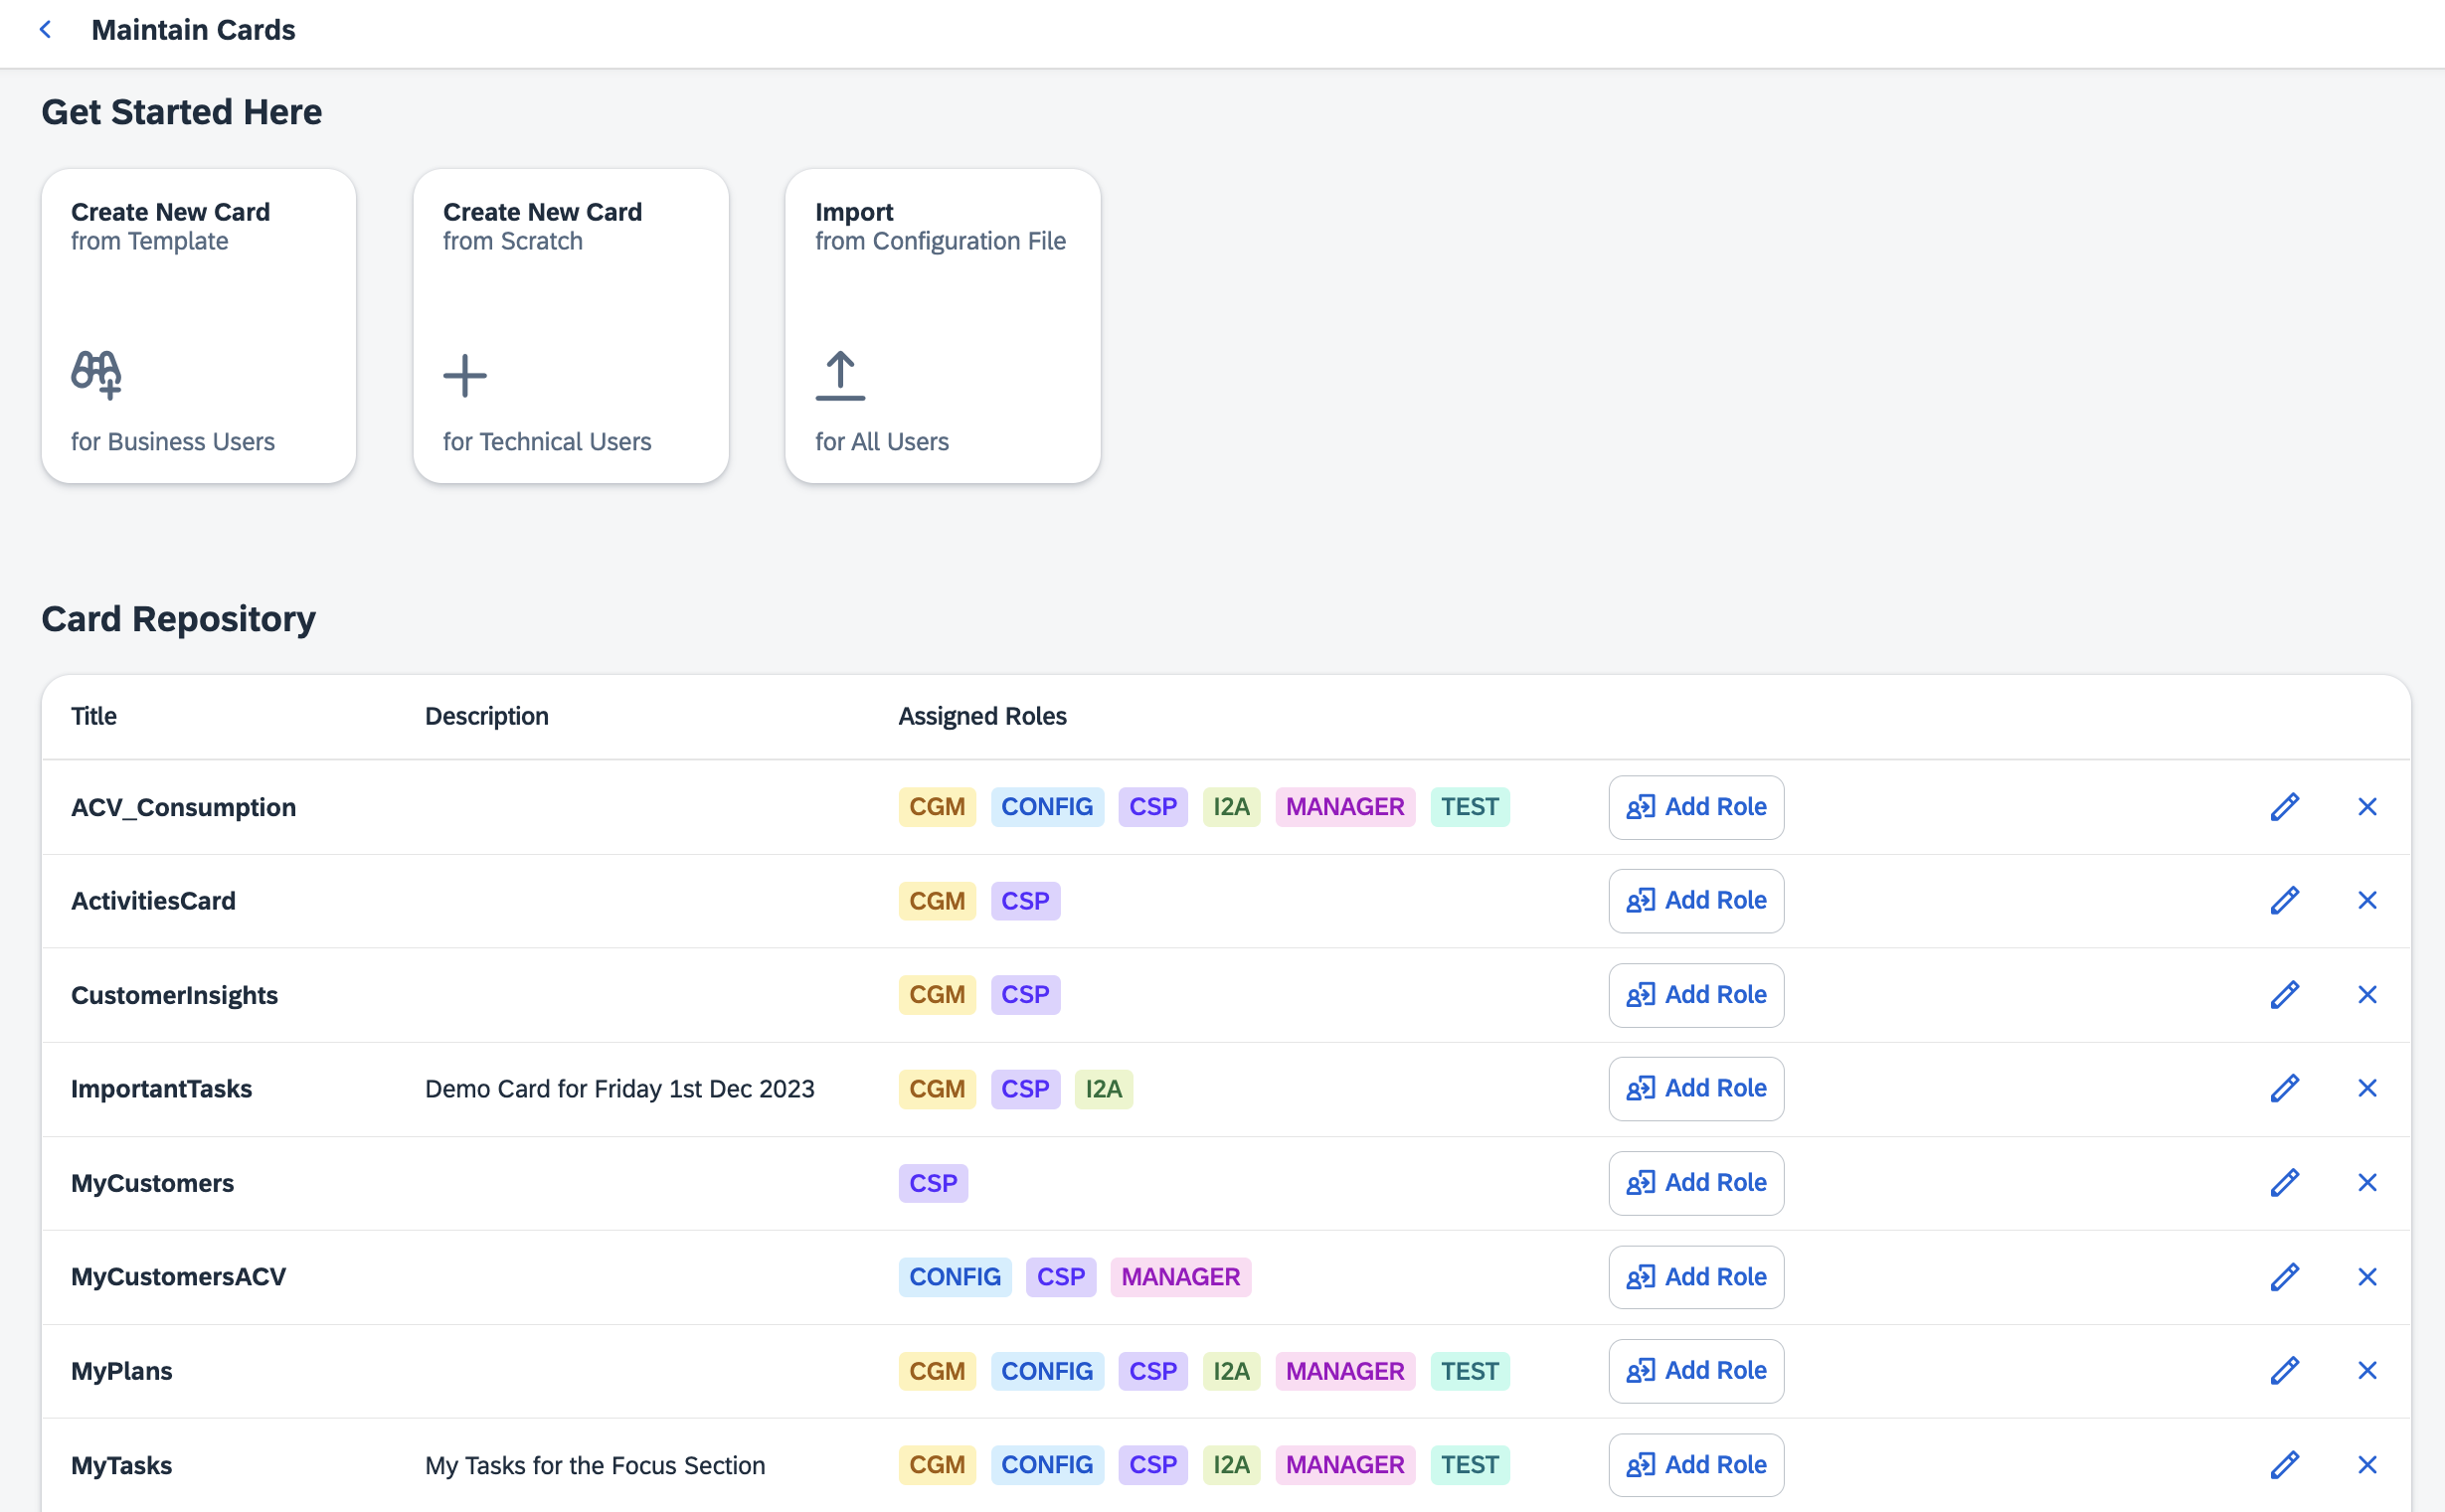 Maintain Cards
Get Started Here
Create New Card
from Template
for Business Users
Create New Card
from Scratch
for Technical Users
Import
from Configuration File
for All Users
Card Repository
Title Description Assigned Roles
ACV_Consumption CGM CONFIG CSP I2A MANAGER TEST Add Role
ActivitiesCard CGM CSP Add Role
CustomerInsights CGM CSP Add Role
ImportantTasks Demo Card for Friday 1st Dec 2023 CGM CSP I2A Add Role
MyCustomers CSP Add Role
MyCustomersACV CONFIG CSP MANAGER Add Role
MyPlans CGM CONFIG CSP I2A MANAGER TEST Add Role
MyTasks My Tasks for the Focus Section CGM CONFIG CSP I2A MANAGER TEST Add Role